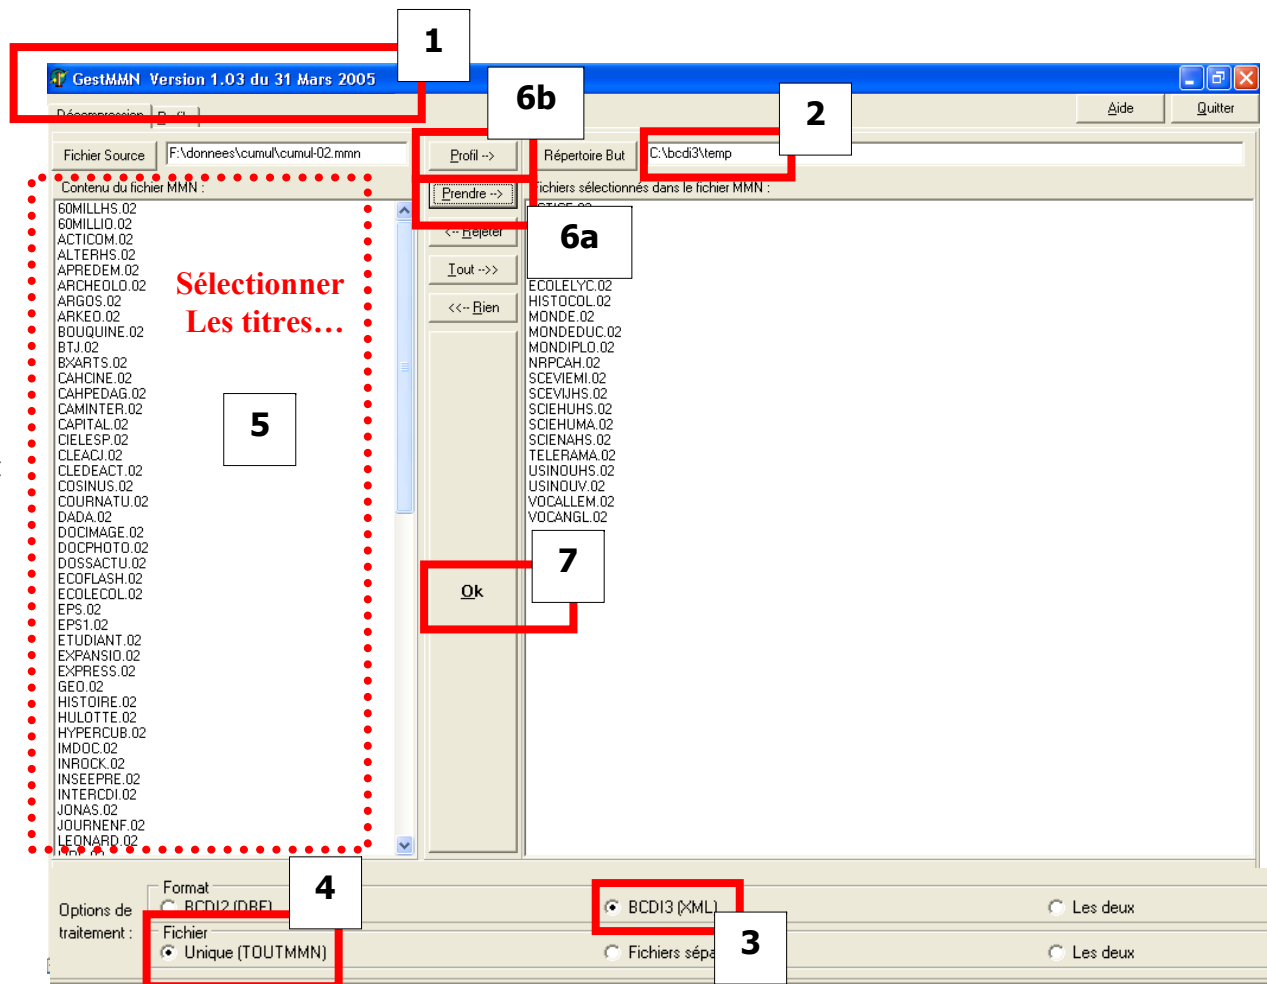 1
GestMMN Version 1.03 du 31 Mars 2005
6b
2
Décompression
Aide
Quitter
Fichier Source
F:\donnees\cumul\cumul-02.mmn
Profil -->
Répertoire But
C:\bcdi3\temp
Contenu du fichier MMN :
Prendre -->
Fichiers sélectionnés dans le fichier MMN :
<-- Rejeter
6a
Tout -->>
<<-- Rien
60MILLHS.02
60MILLIO.02
ACTICOM.02
ALTERHS.02
APREDEM.02
ARCHEOLO.02
ARGOS.02
ARKEO.02
BOUQUINE.02
BTJ.02
BXARTS.02
CAHCINE.02
CAHPEDAG.02
CAMINTER.02
CAPITAL.02
CIELESP.02
CLEACJ.02
CLEDEACT.02
COSINUS.02
COURNATU.02
DADA.02
DOCIMAGE.02
DOCPHOTO.02
DOSSACTU.02
ECOFLASH.02
ECOLECOL.02
EPS.02
EPS1.02
ETUDIANT.02
EXPANSIO.02
EXPRESS.02
GEO.02
HISTOIRE.02
HULOTTE.02
HYPERCUB.02
IMDOC.02
INROCK.02
INSEEPRE.02
INTERCDI.02
JONAS.02
JOURNENF.02
LEONARD.02
Sélectionner
Les titres…
5
ECOLELYC.02
HISTOCOL.02
MONDE.02
MONDEDUC.02
MONDIPLO.02
NRPCAH.02
SCEVIEMI.02
SCEVIJHS.02
SCIEHUHS.02
SCIEHUMA.02
SCIENAHS.02
TELERAMA.02
USINOUHS.02
USINOUV.02
VOCALLEM.02
VOCANGL.02
7
Ok
4
Options de
traitement :
Format
BCDI2 (DBF)
BCDI3 (XML)
Les deux
Fichier
Unique (TOUTMMN)
3
Fichiers
Les deux